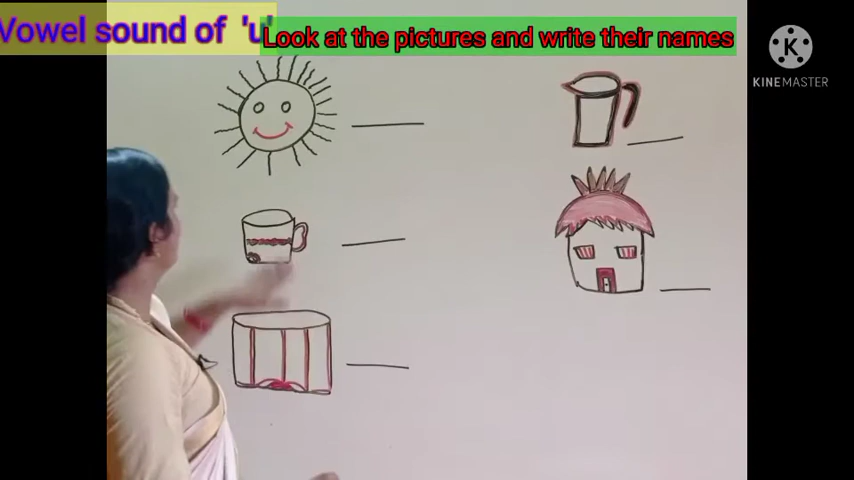 Vowel sound of 'u'
Look at the pictures and write their names
K
KINEMASTER